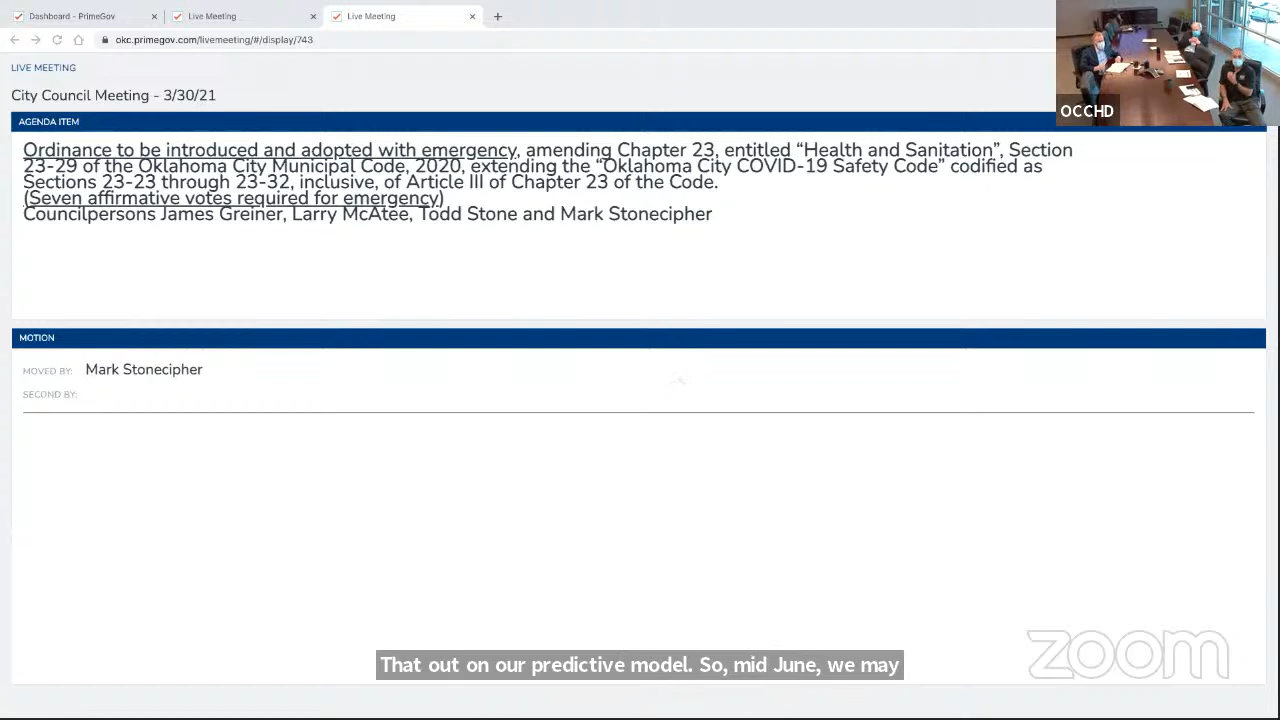 Dashboard - PrimeGov
Live Meeting
Live Meeting
okc.primegov.com/livemeeting/#/display/743
LIVE MEETING
City Council Meeting - 3/30/21
OCCHD
AGENDA ITEM
Ordinance to be introduced and adopted with emergency, amending Chapter 23, entitled “Health and Sanitation”, Section
23-29 of the Oklahoma City Municipal Code, 2020, extending the “Oklahoma City COVID-19 Safety Code” codified as
Sections 23-23 through 23-32, inclusive, of Article III of Chapter 23 of the Code.
(Seven affirmative votes required for emergency)
Councilpersons James Greiner, Larry McAtee, Todd Stone and Mark Stonecipher
MOTION
MOVED BY: Mark Stonecipher
SECOND BY:
That out on our predictive model. So, mid June, we may
zoom